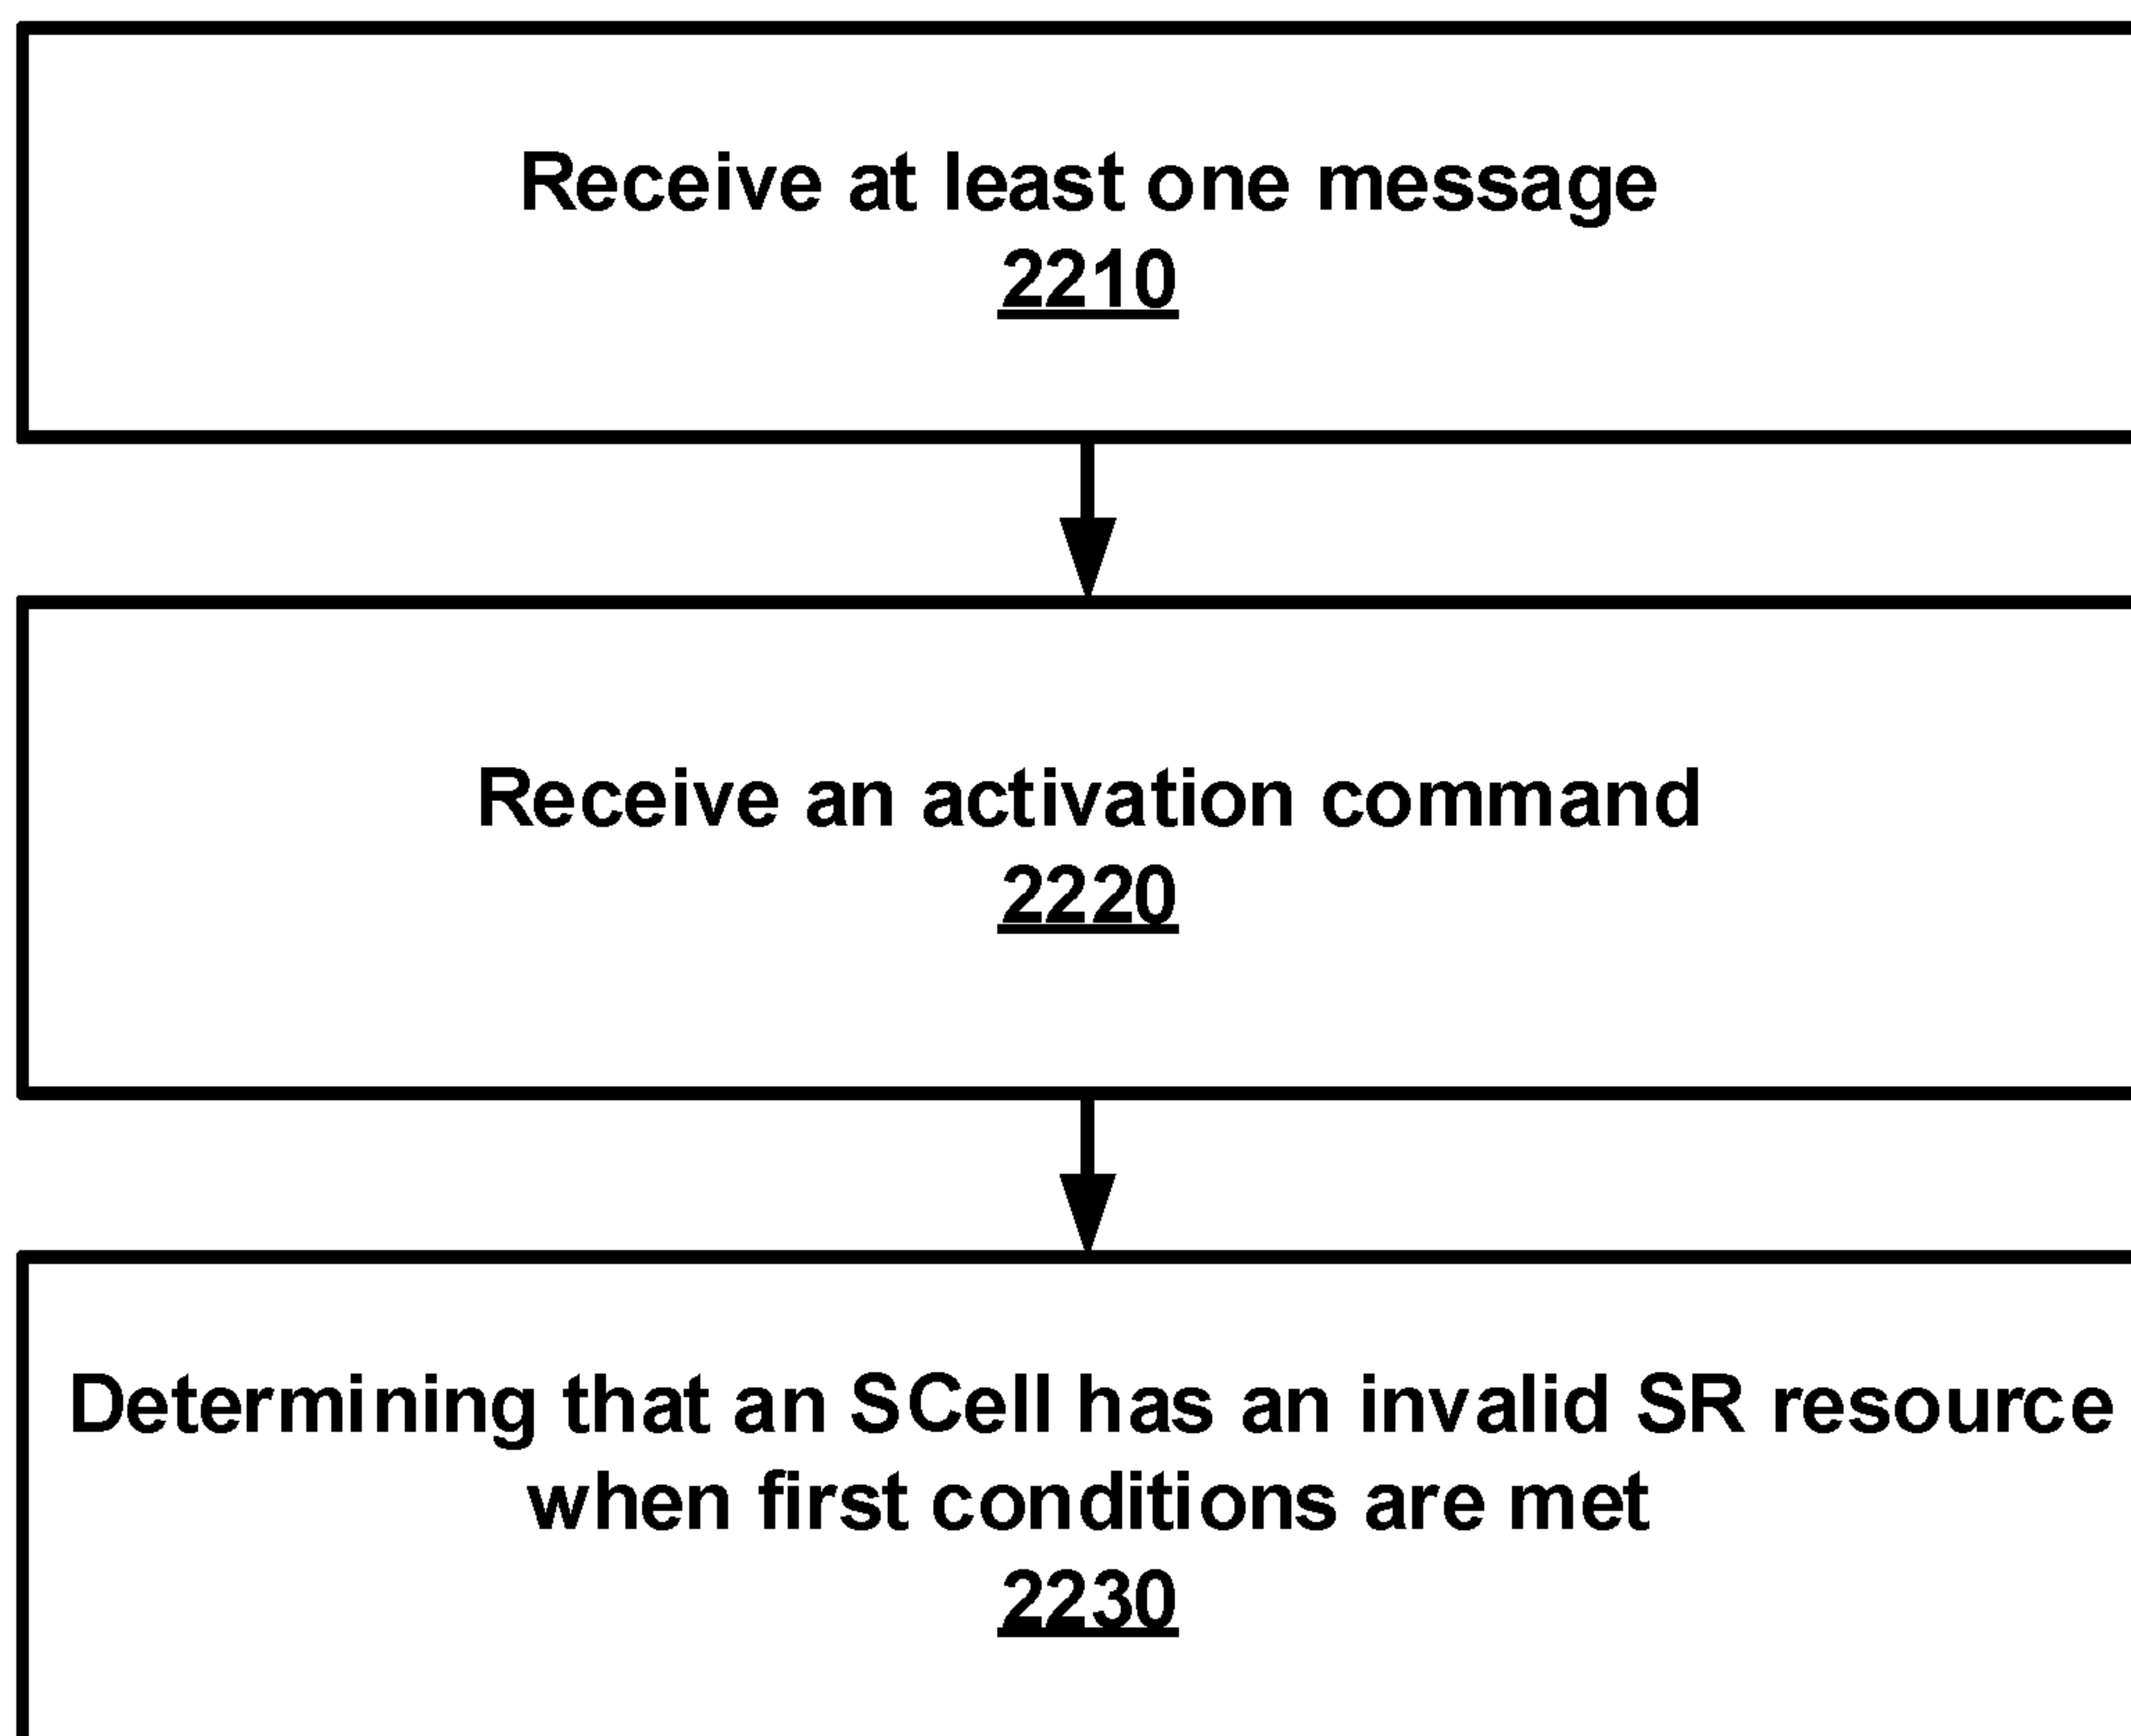 Receive at least one message
2210
Receive an activation command
2220
Determining that an SCell has an invalid SR resource
when first conditions are met
2230